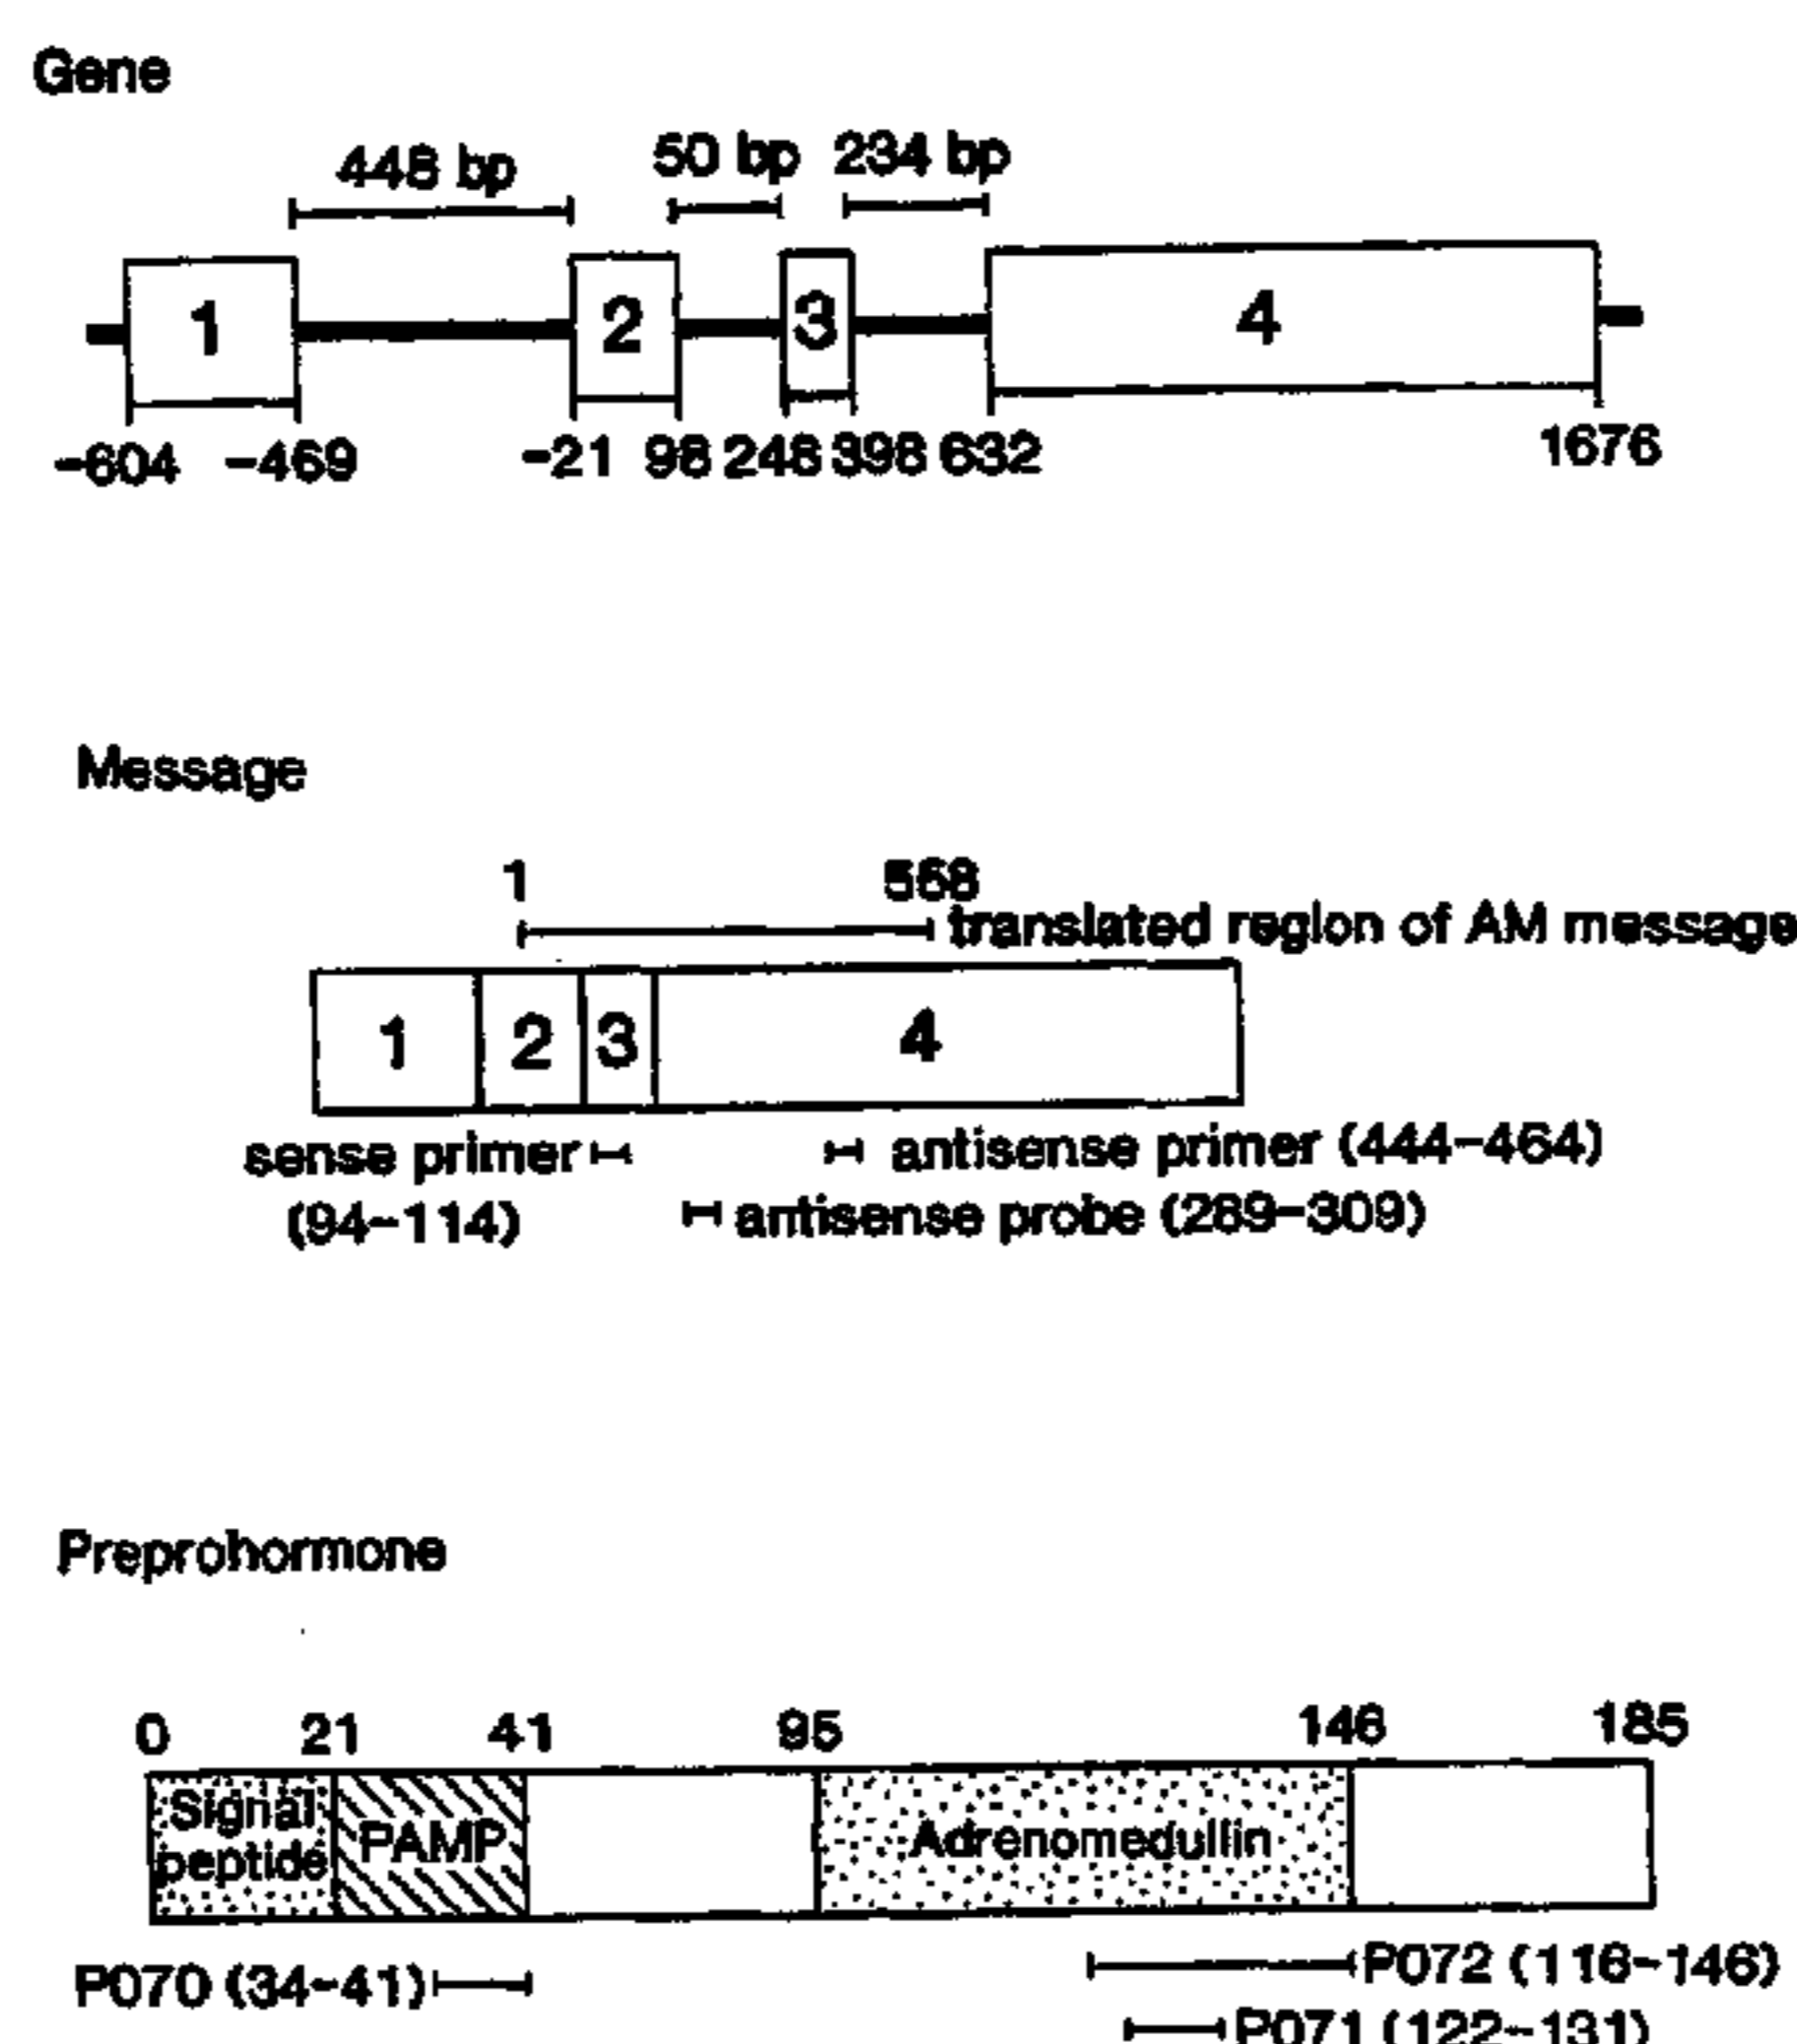 Gene
448 bp 50 bp 234 bp
1 2 3 4
-604 -469 -21 98 248 398 632 1676
Message
1 568
translated region of AM message
1 2 3 4
sense primer antisense primer (444-464)
(94-114) antisense probe (289-309)
Preprohormone
0 21 41 95 146 185
Signal
peptide PAMP Adrenomedullin
P070 (34-41) P072 (116-146)
P071 (122-131)